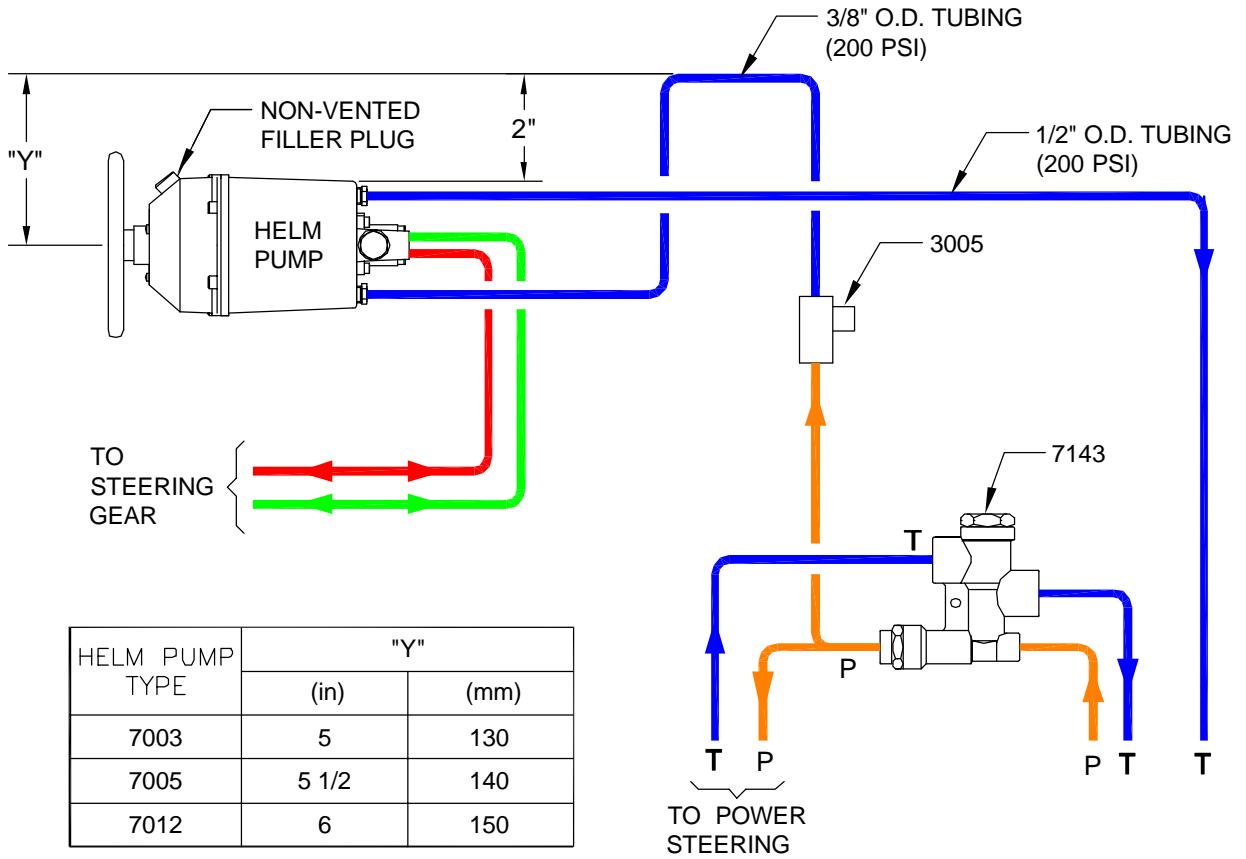 3/8" O.D. TUBING
(200 PSI)
NON-VENTED
FILLER PLUG
2"
"Y"
1/2" O.D. TUBING
(200 PSI)
HELM
PUMP
3005
TO
STEERING
GEAR
7143
T
P
T P
P T T
TO POWER
STEERING
HELM PUMP
TYPE
"Y"
(in) (mm)
7003 5 130
7005 5 1/2 140
7012 6 150